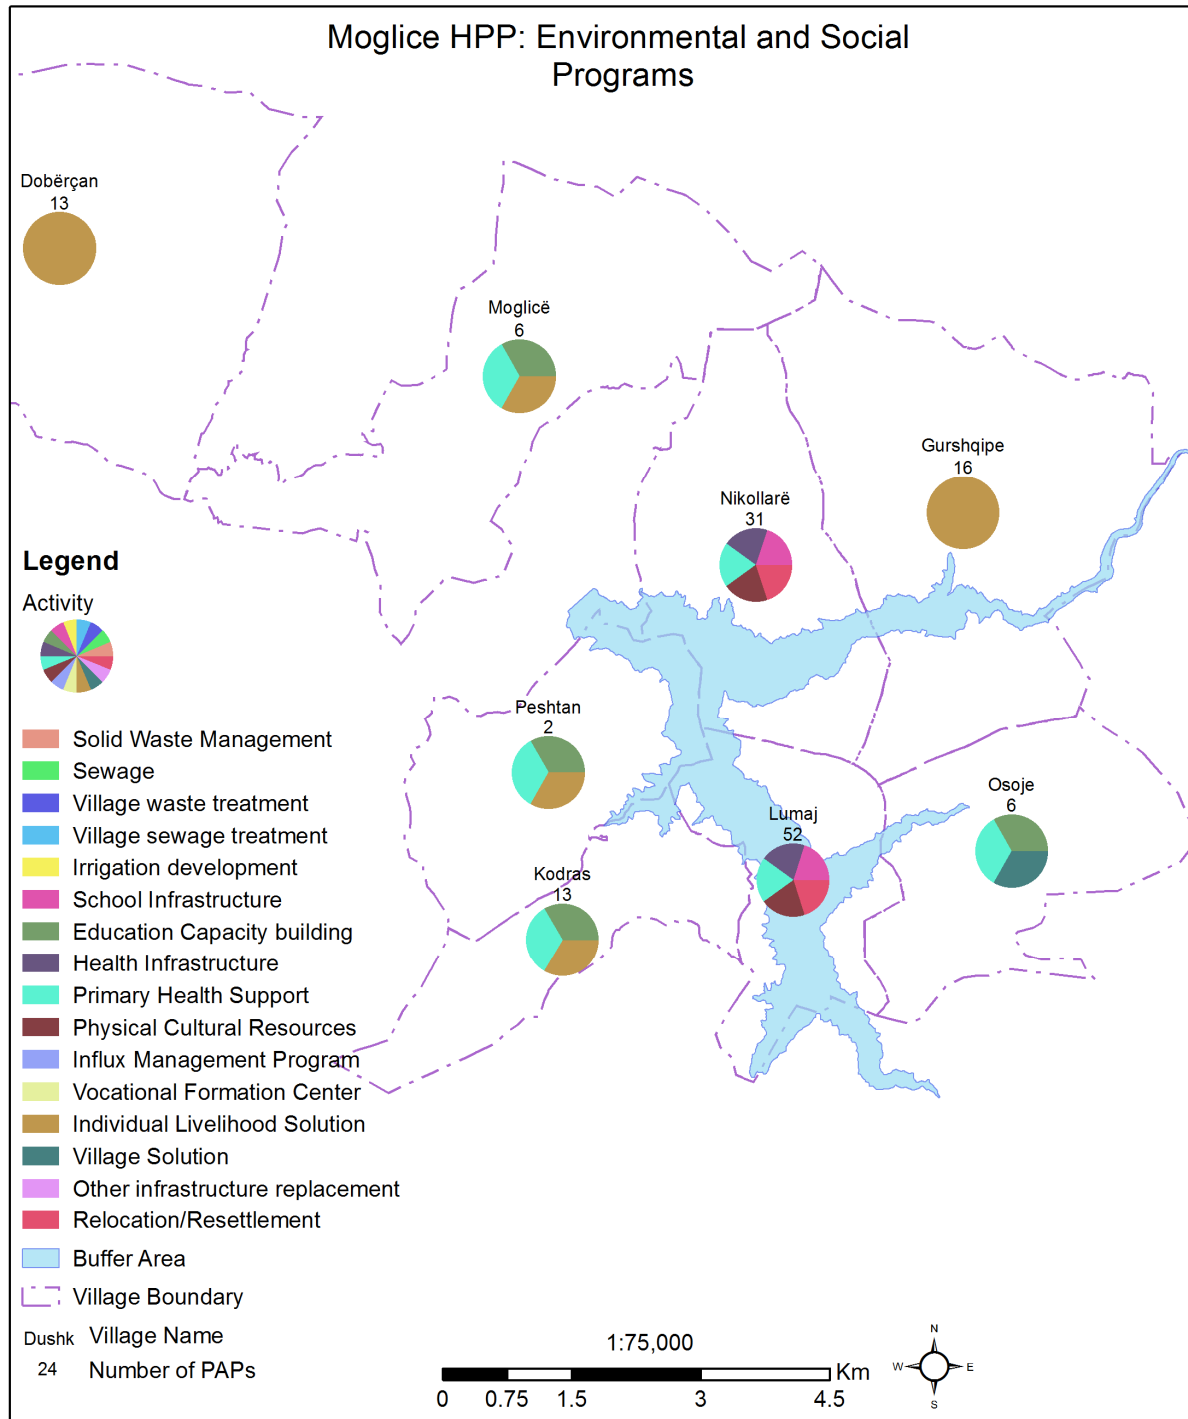 Moglice HPP: Environmental and Social
Programs
Dobërçan
13
Moglicë
6
Gurshqipe
16
Nikollarë
31
Peshtan
2
Osoje
6
Lumaj
52
Kodras
13
Legend
Activity
Solid Waste Management
Sewage
Village waste treatment
Village sewage treatment
Irrigation development
School Infrastructure
Education Capacity building
Health Infrastructure
Primary Health Support
Physical Cultural Resources
Influx Management Program
Vocational Formation Center
Individual Livelihood Solution
Village Solution
Other infrastructure replacement
Relocation/Resettlement
Buffer Area
Village Boundary
Dushk Village Name
24 Number of PAPs
1:75,000
Km
0 0.75 1.5 3 4.5
N
W E
S